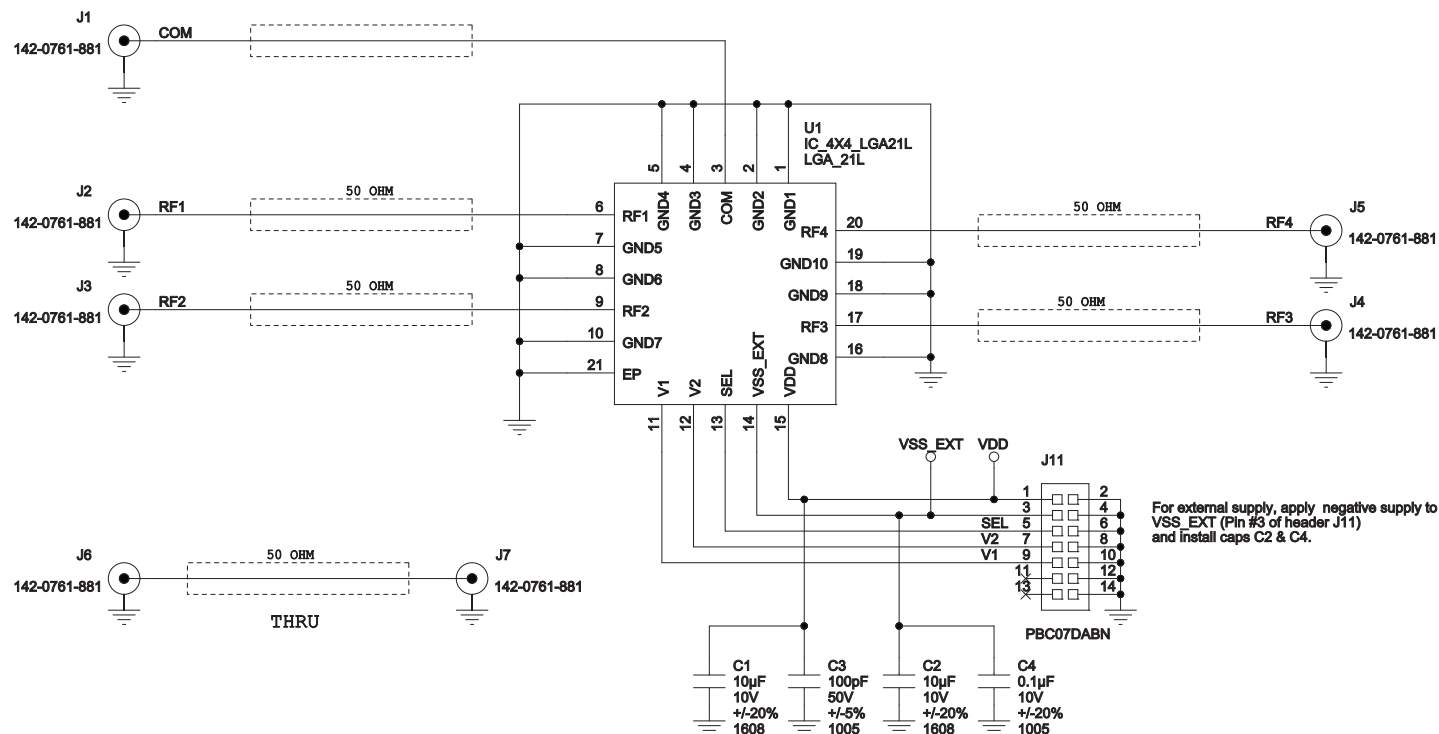 J1
142-0761-881
COM
U1
IC_4X4_LGA21L
LGA_21L
5
4
3
2
1
GND4
GND3
COM
GND2
GND1
J2
142-0761-881
RF1
50 OHM
6
RF1
7
GND5
8
GND6
J3
142-0761-881
RF2
50 OHM
9
RF2
10
GND7
21
EP
RF4
20
50 OHM
RF4
J5
142-0761-881
GND10
19
GND9
18
RF3
17
50 OHM
RF3
J4
142-0761-881
GND8
16
V1
V2
SEL
VSS_EXT
VDD
11
12
13
14
15
VSS_EXT
VDD
J11
1
2
3
4
SEL
5
6
V2
7
8
V1
9
10
11
12
13
14
PBC07DABN
For external supply, apply negative supply to
VSS_EXT (Pin #3 of header J11)
and install caps C2 & C4.
J6
142-0761-881
50 OHM
THRU
J7
142-0761-881
C1
10µF
10V
+/-20%
1608
C3
100pF
50V
+/-5%
1005
C2
10µF
10V
+/-20%
1608
C4
0.1µF
10V
+/-20%
1005